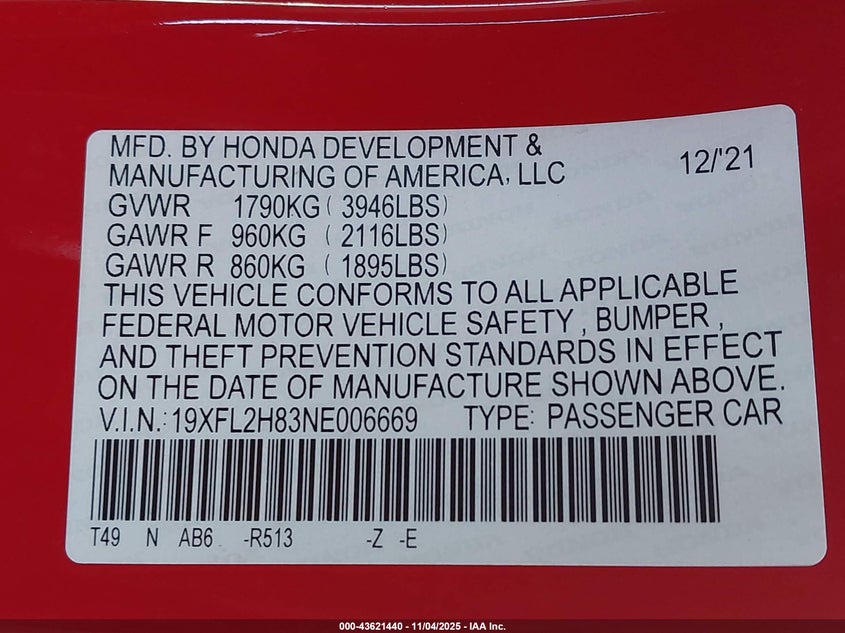 MFD. BY HONDA DEVELOPMENT &
MANUFACTURING OF AMERICA, LLC 12/'21
GVWR 1790KG (3946LBS)
GAWR F 960KG (2116LBS)
GAWR R 860KG (1895LBS)
THIS VEHICLE CONFORMS TO ALL APPLICABLE
FEDERAL MOTOR VEHICLE SAFETY , BUMPER ,
AND THEFT PREVENTION STANDARDS IN EFFECT
ON THE DATE OF MANUFACTURE SHOWN ABOVE.
V.I.N.: 19XFL2H83NE006669 TYPE: PASSENGER CAR
T49 N AB6 -R513 -Z -E
000-43621440 - 11/04/2025 - IAA Inc.